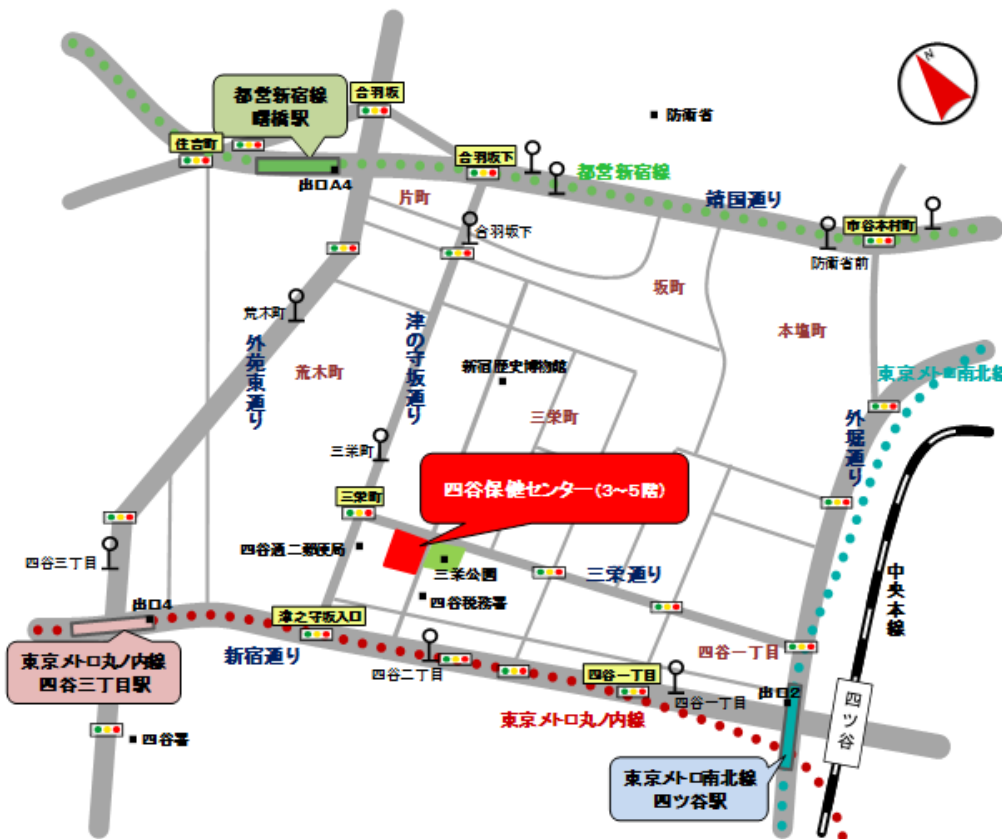 N
合羽坂
都営新宿線
曙橋駅
防衛省
住吉町
合羽坂下
都営新宿線
出口A4
片町
靖国通り
市谷本村町
合羽坂下
防衛省前
坂町
荒木町
津の守坂通り
本塩町
外苑東通り
荒木町
新宿歴史博物館
東京メトロ南北線
三栄町
外堀通り
三栄町
四谷保健センター(3~5階)
三栄町
四谷通二郵便局
四谷三丁目
三栄公園
三栄通り
中央本線
四谷税務署
出口4
津之守坂入口
新宿通り
四谷一丁目
東京メトロ丸ノ内線
四谷三丁目駅
四谷二丁目
四谷一丁目
四谷一丁目
出口2
四ツ谷
東京メトロ丸ノ内線
四谷署
東京メトロ南北線
四ツ谷駅